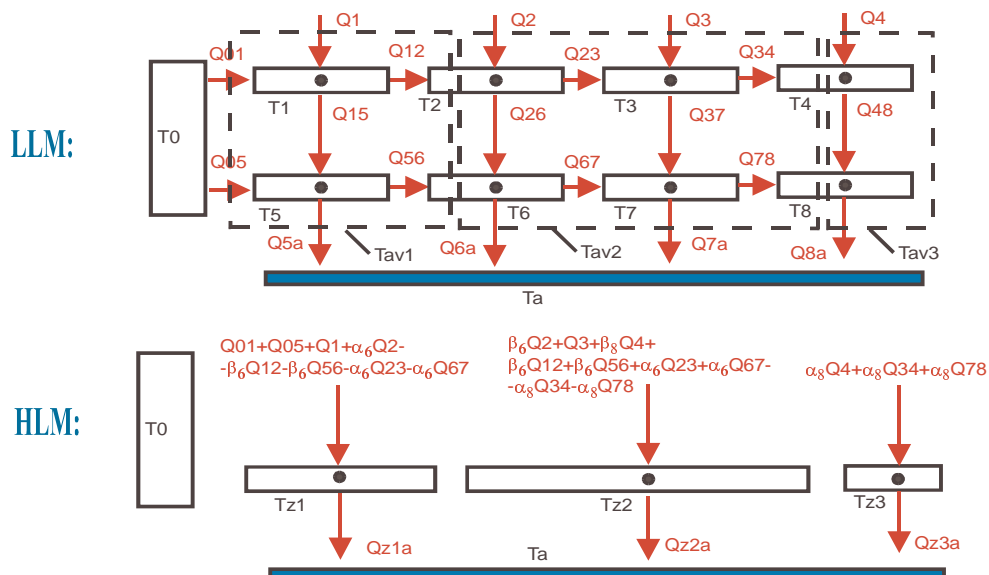 Q1 Q2 Q3 Q4
Q01 Q12 Q23 Q34
T1 T2 T3 T4
T0 Q15 Q26 Q37 Q48
LLM:
Q05 Q56 Q67 Q78
T5 T6 T7 T8
Q5a Tav1 Q6a Tav2 Q7a Q8a Tav3
Ta
Q01+Q05+Q1+α6Q2-
-β6Q12-β6Q56-α6Q23-α6Q67
β6Q2+Q3+β8Q4+
β6Q12+β6Q56+α6Q23+α6Q67-
-α8Q34-α8Q78
α8Q4+α8Q34+α8Q78
HLM:
T0
Tz1 Tz2 Tz3
Qz1a Qz2a Qz3a
Ta